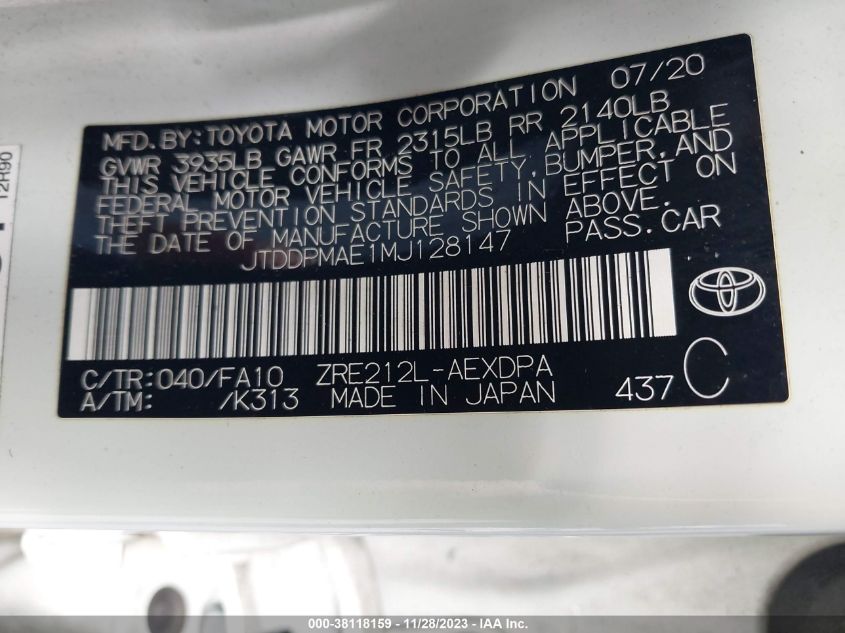 MFD.BY:TOYOTA MOTOR CORPORATION 07/20
GVWR 3935LB GAWR FR 2315LB RR 2140LB
THIS VEHICLE CONFORMS TO ALL APPLICABLE
FEDERAL MOTOR VEHICLE SAFETY, BUMPER, AND
THEFT PREVENTION STANDARDS IN EFFECT ON
THE DATE OF MANUFACTURE SHOWN ABOVE.
JTDDPMAE1MJ128147 PASS.CAR
C/TR:040/FA10 ZRE212L-AEXDPA
A/TM: /K313 MADE IN JAPAN 437 C
12H90
000-38118159 - 11/28/2023 - IAA Inc.